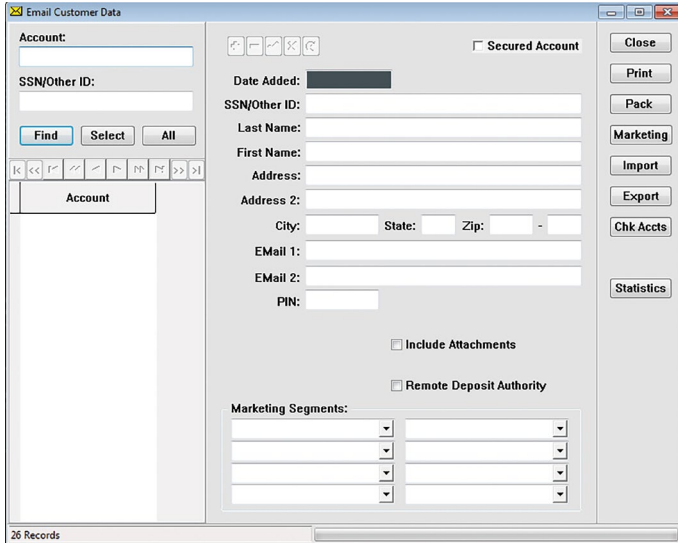 Email Customer Data
Account:
SSN/Other ID:
Find Select All
Account
Secured Account
Date Added:
SSN/Other ID:
Last Name:
First Name:
Address:
Address 2:
City: State: Zip: -
EMail 1:
EMail 2:
PIN:
Include Attachments
Remote Deposit Authority
Marketing Segments:
Close
Print
Pack
Marketing
Import
Export
Chk Accts
Statistics
26 Records